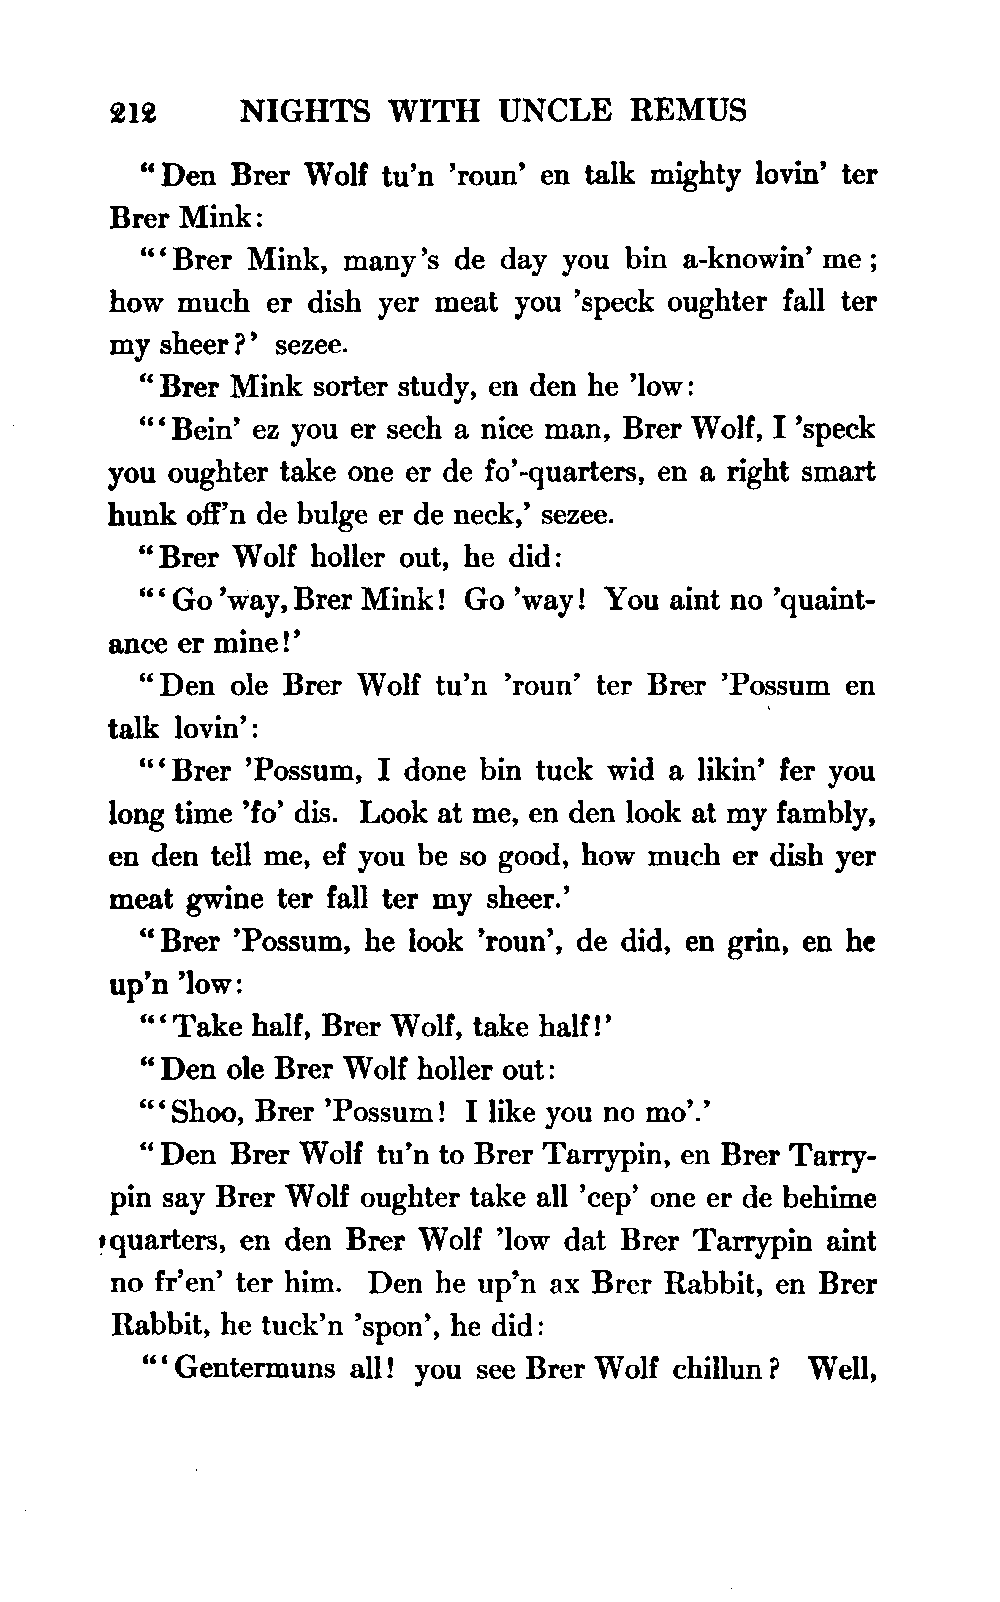 212 NIGHTS WITH UNCLE REMUS
“Den Brer Wolf tu’n ’roun’ en talk mighty lovin’ ter
Brer Mink:
“‘Brer Mink, many’s de day you bin a-knowin’ me;
how much er dish yer meat you ’speck oughter fall ter
my sheer?’ sezee.
“Brer Mink sorter study, en den he ’low:
“‘Bein’ ez you er sech a nice man, Brer Wolf, I ’speck
you oughter take one er de fo’-quarters, en a right smart
hunk off’n de bulge er de neck,’ sezee.
“Brer Wolf holler out, he did:
“‘Go ’way, Brer Mink! Go ’way! You aint no ’quaint-
ance er mine!’
“Den ole Brer Wolf tu’n ’roun’ ter Brer ’Possum en
talk lovin’:
“‘Brer ’Possum, I done bin tuck wid a likin’ fer you
long time ’fo’ dis. Look at me, en den look at my fambly,
en den tell me, ef you be so good, how much er dish yer
meat gwine ter fall ter my sheer.’
“Brer ’Possum, he look ’roun’, de did, en grin, en he
up’n ’low:
“‘Take half, Brer Wolf, take half!’
“Den ole Brer Wolf holler out:
“‘Shoo, Brer ’Possum! I like you no mo’.’
“Den Brer Wolf tu’n to Brer Tarrypin, en Brer Tarry-
pin say Brer Wolf oughter take all ’cep’ one er de behime
quarters, en den Brer Wolf ’low dat Brer Tarrypin aint
no fr’en’ ter him. Den he up’n ax Brer Rabbit, en Brer
Rabbit, he tuck’n ’spon’, he did:
“‘Gentermuns all! you see Brer Wolf chillun? Well,